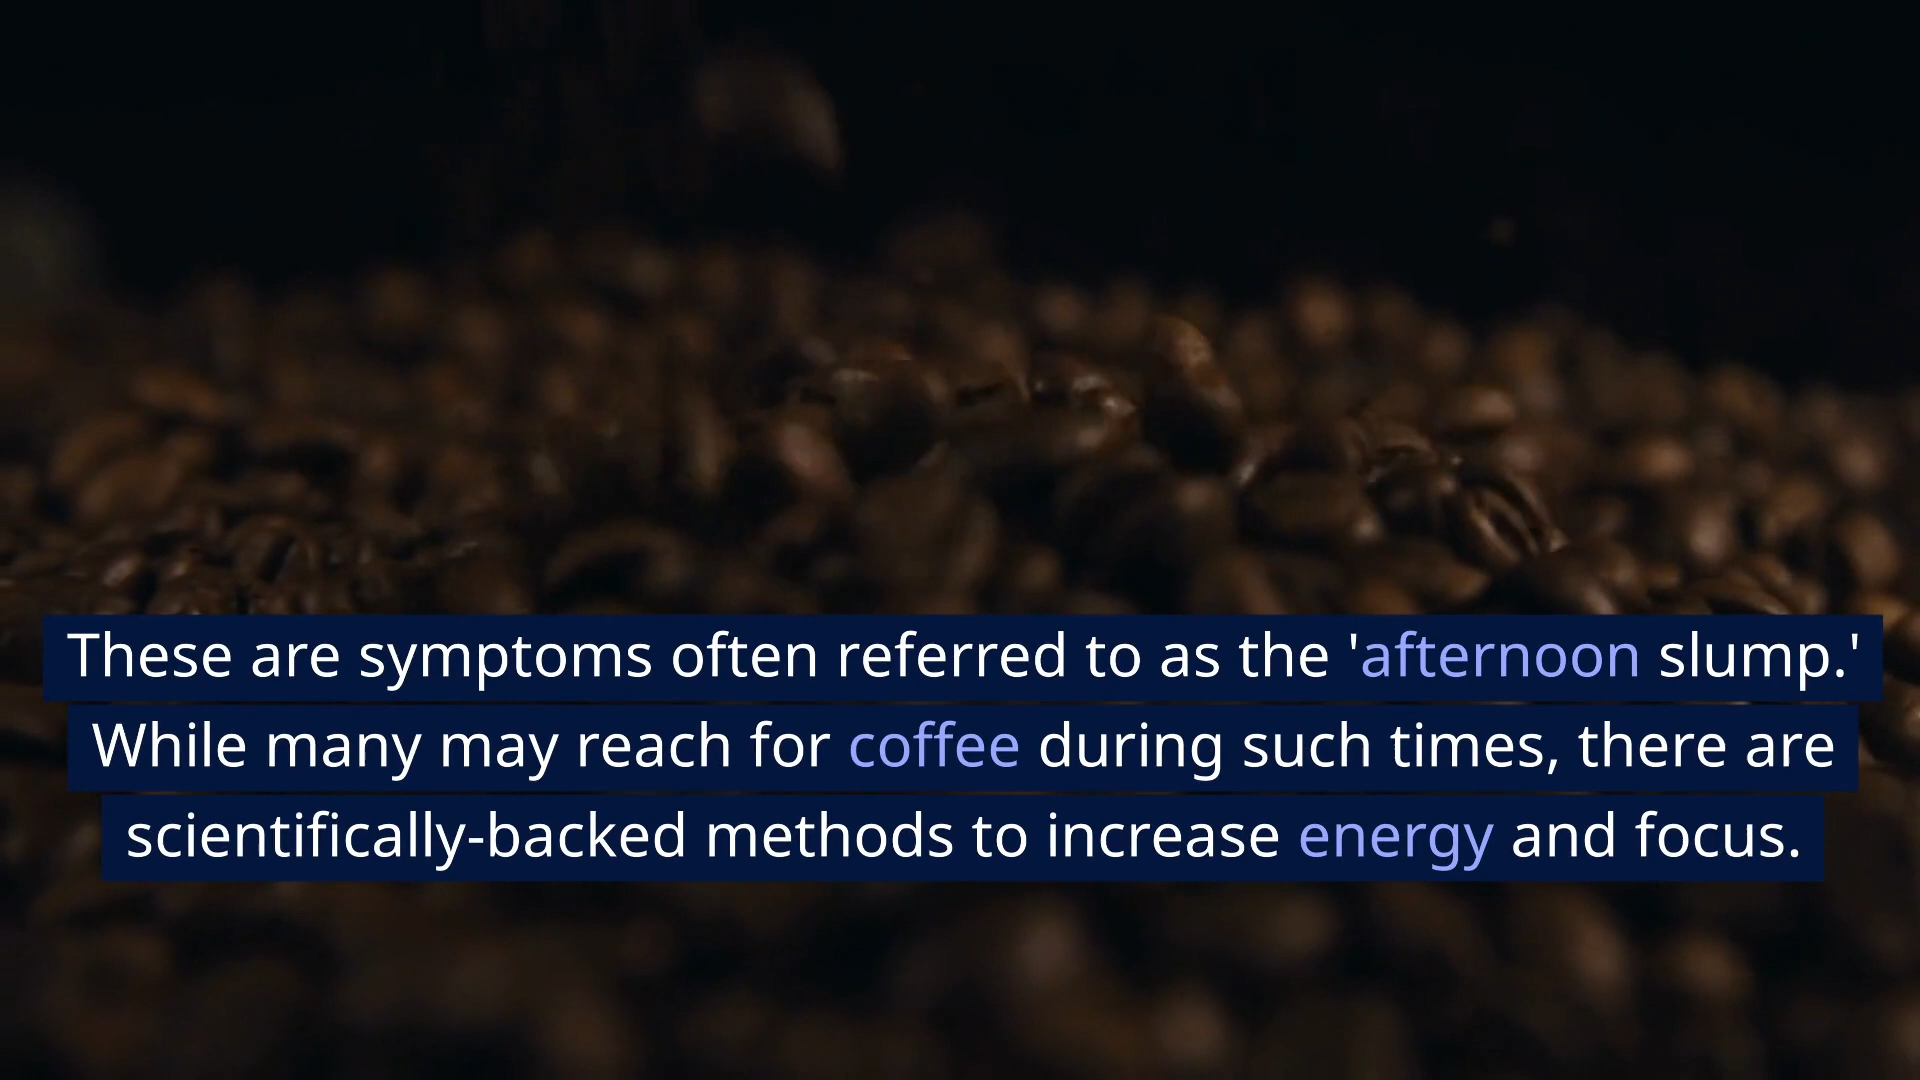 These are symptoms often referred to as the 'afternoon slump.'
While many may reach for coffee during such times, there are
scientifically-backed methods to increase energy and focus.